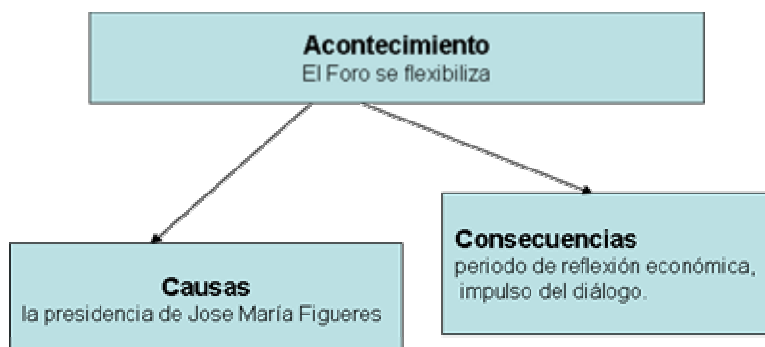 Acontecimiento
El Foro se flexibiliza
Causas
la presidencia de Jose María Figueres
Consecuencias
periodo de reflexión económica,
impulso del diálogo.